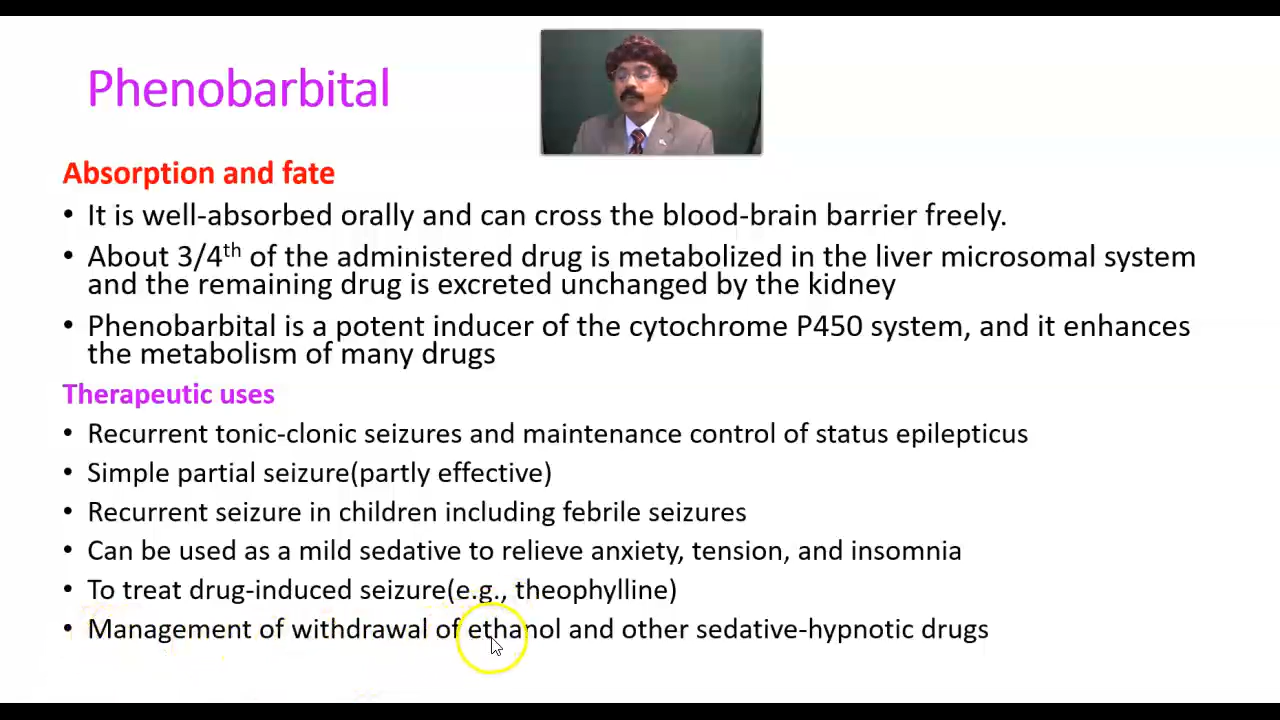 Phenobarbital
Absorption and fate
• It is well-absorbed orally and can cross the blood-brain barrier freely.
• About 3/4th of the administered drug is metabolized in the liver microsomal system
and the remaining drug is excreted unchanged by the kidney
• Phenobarbital is a potent inducer of the cytochrome P450 system, and it enhances
the metabolism of many drugs
Therapeutic uses
• Recurrent tonic-clonic seizures and maintenance control of status epilepticus
• Simple partial seizure(partly effective)
• Recurrent seizure in children including febrile seizures
• Can be used as a mild sedative to relieve anxiety, tension, and insomnia
• To treat drug-induced seizure(e.g., theophylline)
• Management of withdrawal of ethanol and other sedative-hypnotic drugs